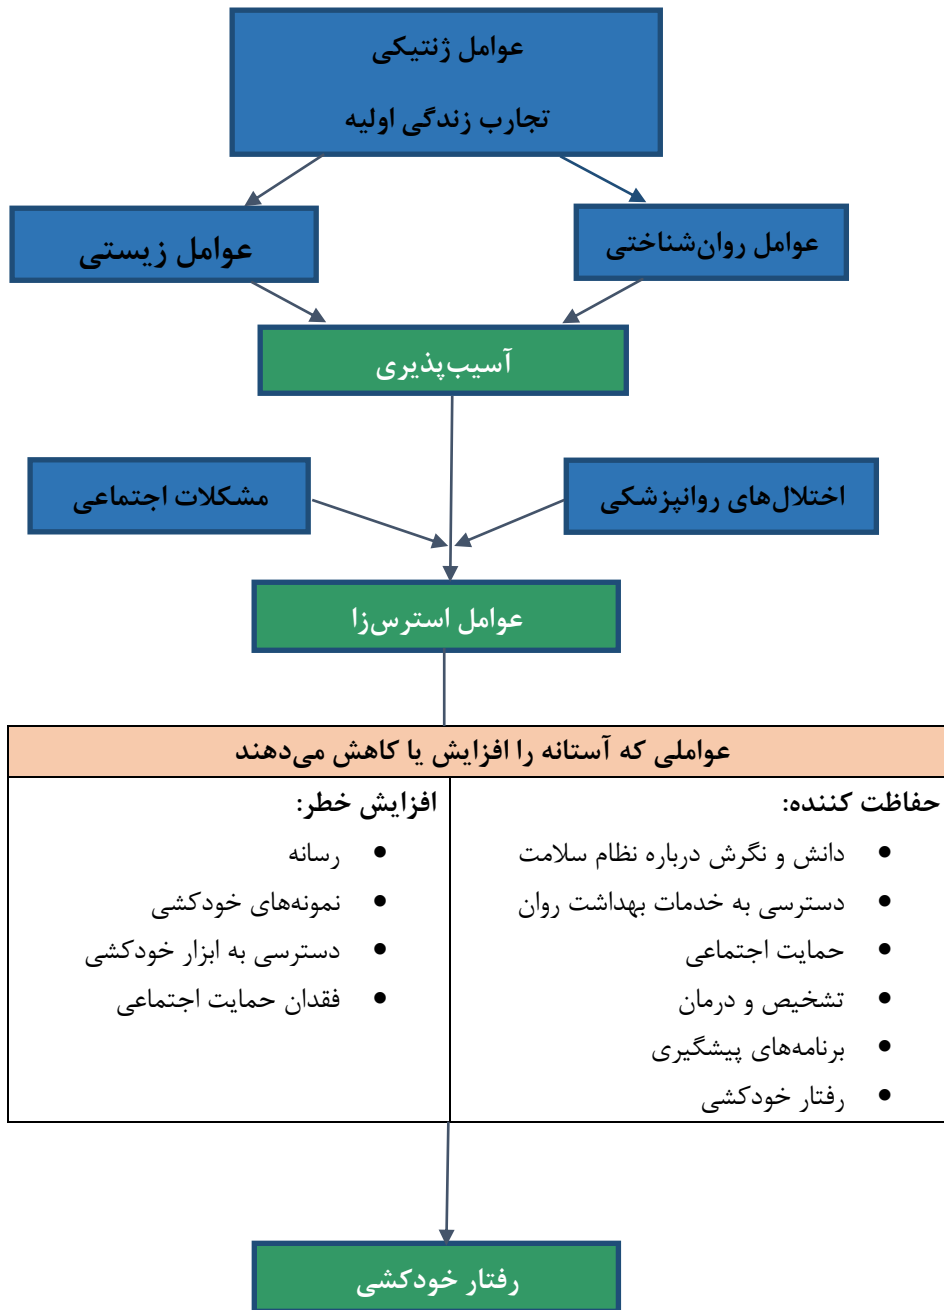 عوامل ژنتیکی
تجارب زندگی اولیه
عوامل روان‌شناختی
عوامل زیستی
آسیب‌پذیری
اختلال‌های روانپزشکی
مشکلات اجتماعی
عوامل استرس‌زا
عواملی که آستانه را افزایش یا کاهش می‌دهند
حفاظت کننده:
• دانش و نگرش درباره نظام سلامت
• دسترسی به خدمات بهداشت روان
• حمایت اجتماعی
• تشخیص و درمان
• برنامه‌های پیشگیری
• رفتار خودکشی
افزایش خطر:
• رسانه
• نمونه‌های خودکشی
• دسترسی به ابزار خودکشی
• فقدان حمایت اجتماعی
رفتار خودکشی